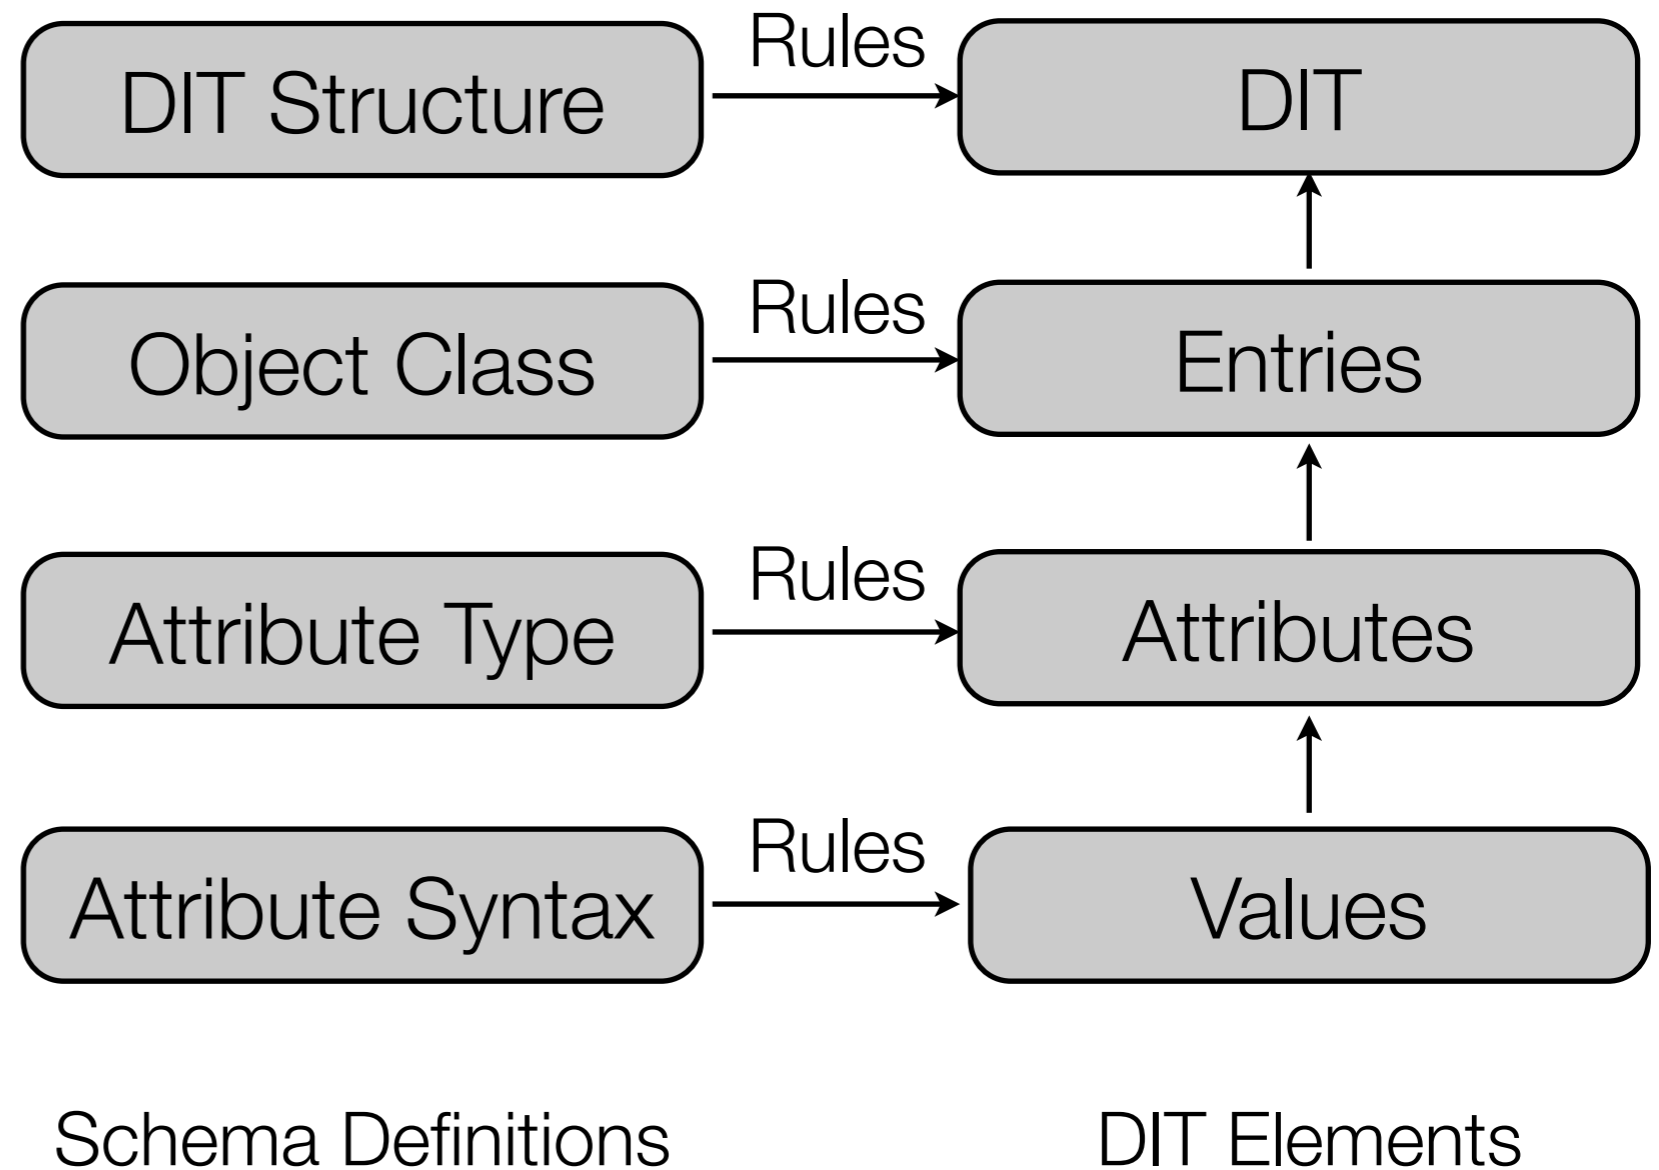 DIT Structure
Rules
DIT
Object Class
Rules
Entries
Attribute Type
Rules
Attributes
Attribute Syntax
Rules
Values
Schema Definitions
DIT Elements